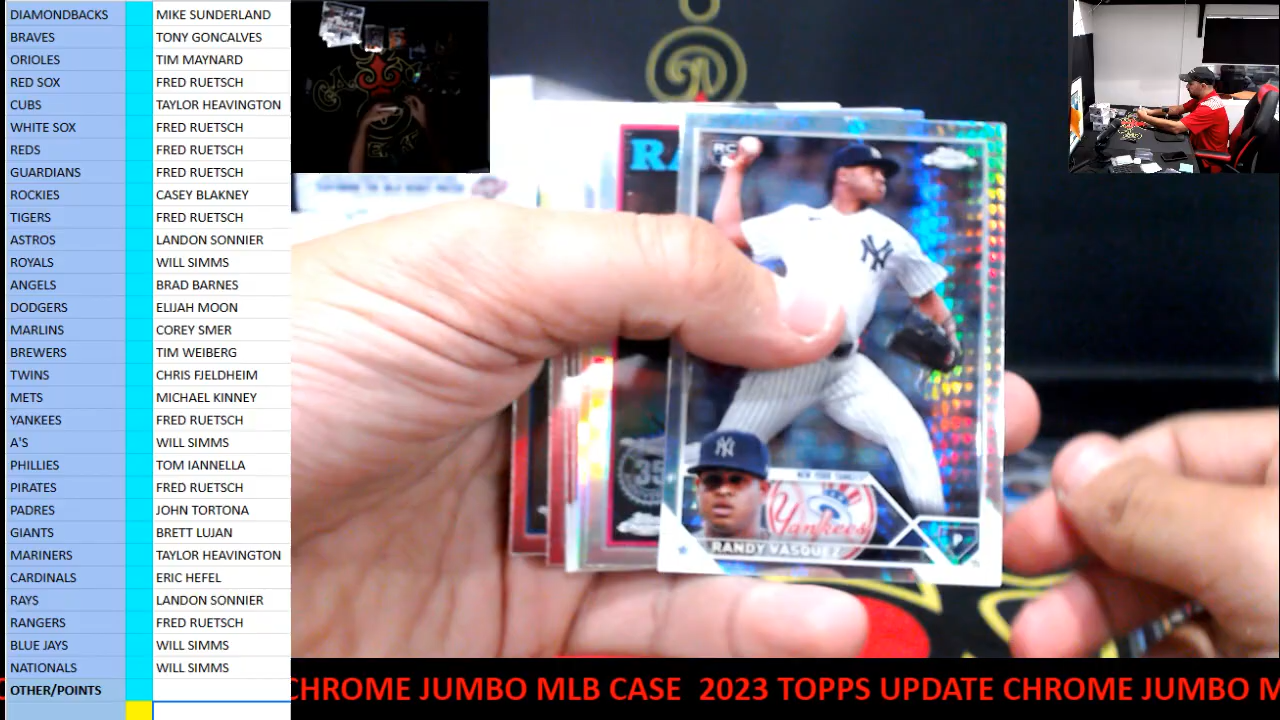 DIAMONDBACKS MIKE SUNDERLAND
BRAVES TONY GONCALVES
ORIOLES TIM MAYNARD
RED SOX FRED RUETSCH
CUBS TAYLOR HEAVINGTON
WHITE SOX FRED RUETSCH
REDS FRED RUETSCH
GUARDIANS FRED RUETSCH
ROCKIES CASEY BLAKNEY
TIGERS FRED RUETSCH
ASTROS LANDON SONNIER
ROYALS WILL SIMMS
ANGELS BRAD BARNES
DODGERS ELIJAH MOON
MARLINS COREY SMER
BREWERS TIM WEIBERG
TWINS CHRIS FJELDHEIM
METS MICHAEL KINNEY
YANKEES FRED RUETSCH
A'S WILL SIMMS
PHILLIES TOM IANNELLA
PRATES FRED RUETSCH
PADRES JOHN TORTONA
GIANTS BRETT LUJAN
MARINERS TAYLOR HEAVINGTON
CARDINALS ERIC HEFEL
RAYS LANDON SONNIER
RANGERS FRED RUETSCH
BLUE JAYS WILL SIMMS
NATIONALS WILL SIMMS
OTHER/POINTS
RA
RC
NY
35
NEW YORK YANKEES
Yankees
RANDY VASQUEZ
P
CHROME JUMBO MLB CASE 2023 TOPPS UPDATE CHROME JUMBO M